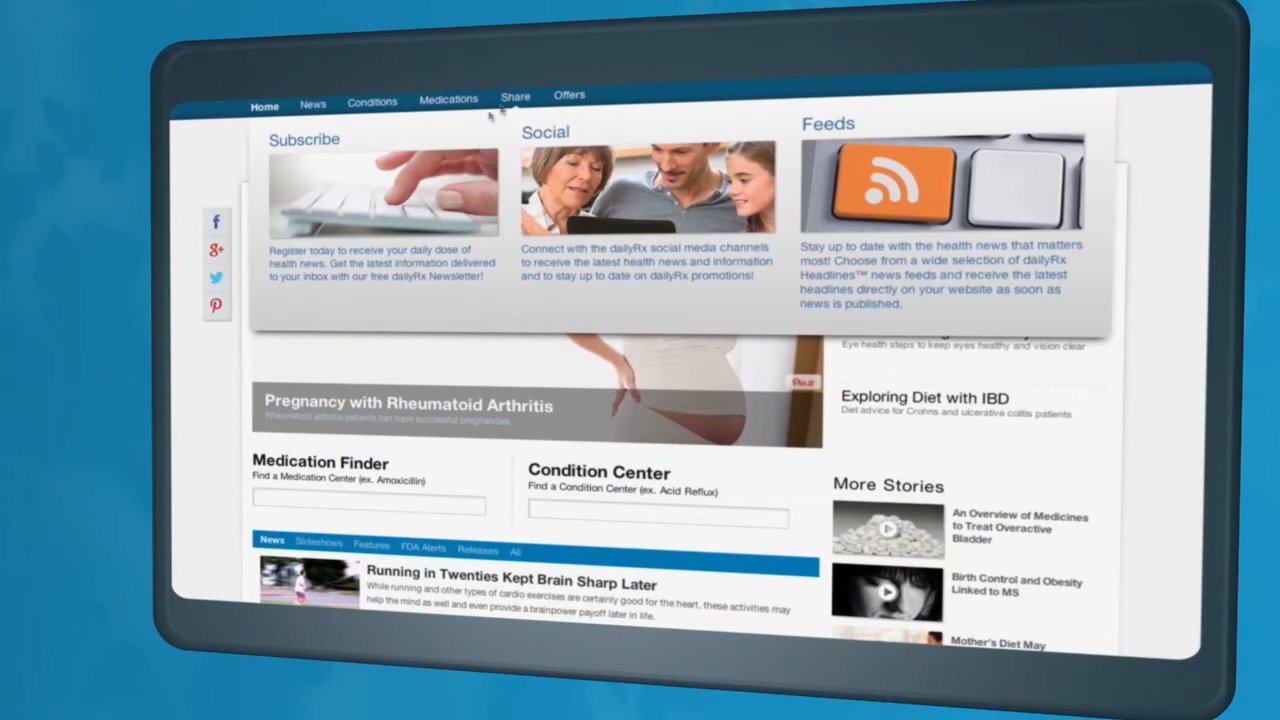 Home News Conditions Medications Share Offers
Subscribe
Register today to receive your daily dose of
health news. Get the latest information delivered
to your inbox with our free dailyRx Newsletter!
Social
Connect with the dailyRx social media channels
to receive the latest health news and information
and to stay up to date on dailyRx promotions!
Feeds
Stay up to date with the health news that matters
most! Choose from a wide selection of dailyRx
Headlines™ news feeds and receive the latest
headlines directly on your website as soon as
news is published.
f
g+
Pinit
Pregnancy with Rheumatoid Arthritis
Rheumatoid arthritis patients can have successful pregnancies
Eye health steps to keep eyes healthy and vision clear
Exploring Diet with IBD
Diet advice for Crohns and ulcerative colitis patients
Medication Finder
Find a Medication Center (ex. Amoxicillin)
Condition Center
Find a Condition Center (ex. Acid Reflux)
News Slideshows Features FDA Alerts Releases All
Running in Twenties Kept Brain Sharp Later
While running and other types of cardio exercises are certainly good for the heart, these activities may
help the mind as well and even provide a brainpower payoff later in life.
More Stories
An Overview of Medicines
to Treat Overactive
Bladder
Birth Control and Obesity
Linked to MS
Mother's Diet May